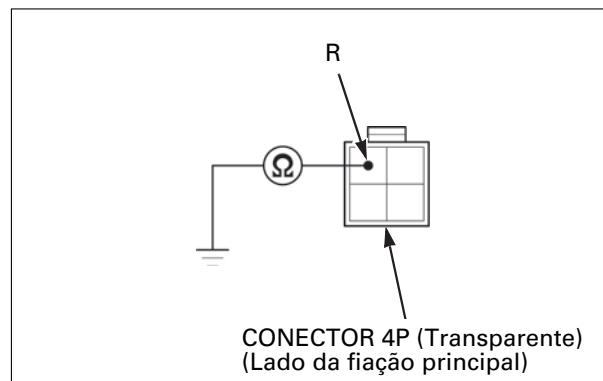 R
Ω
CONECTOR 4P (Transparente)
(Lado da fiação principal)